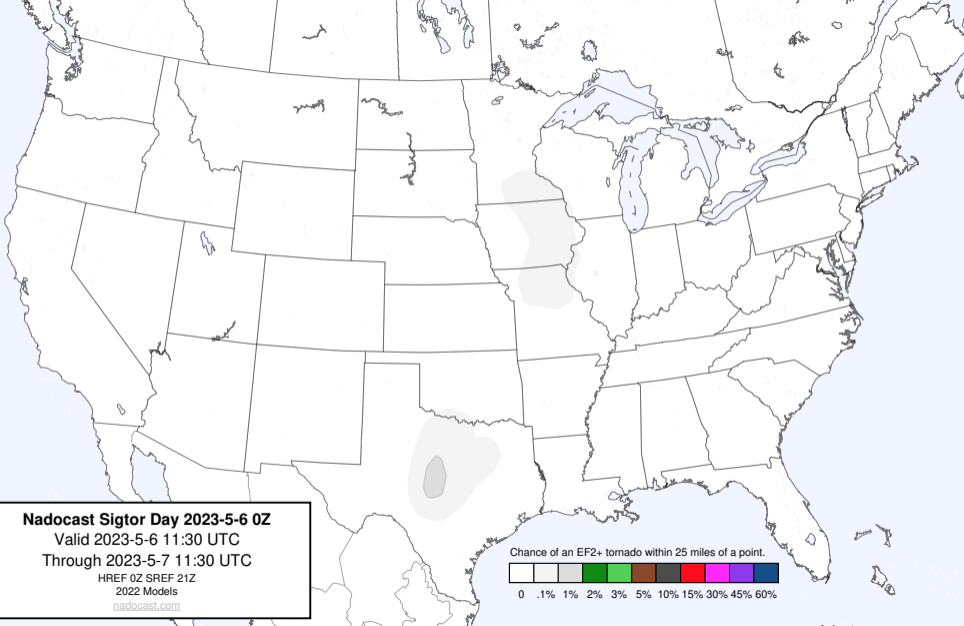 Nadocast Sigtor Day 2023-5-6 0Z
Valid 2023-5-6 11:30 UTC
Through 2023-5-7 11:30 UTC
HREF 0Z SREF 21Z
2022 Models
nadocast.com
Chance of an EF2+ tornado within 25 miles of a point.
0 .1% 1% 2% 3% 5% 10% 15% 30% 45% 60%